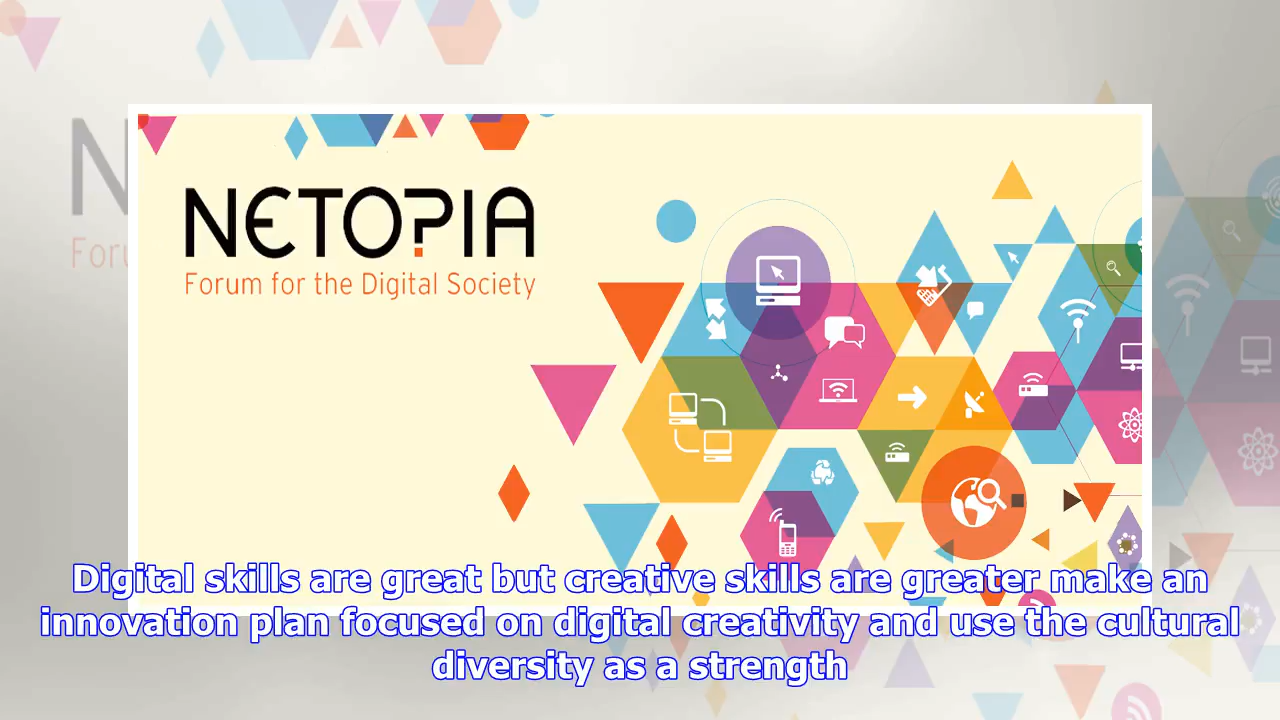 NETOPIA
Forum for the Digital Society
Digital skills are great but creative skills are greater make an
innovation plan focused on digital creativity and use the cultural
diversity as a strength